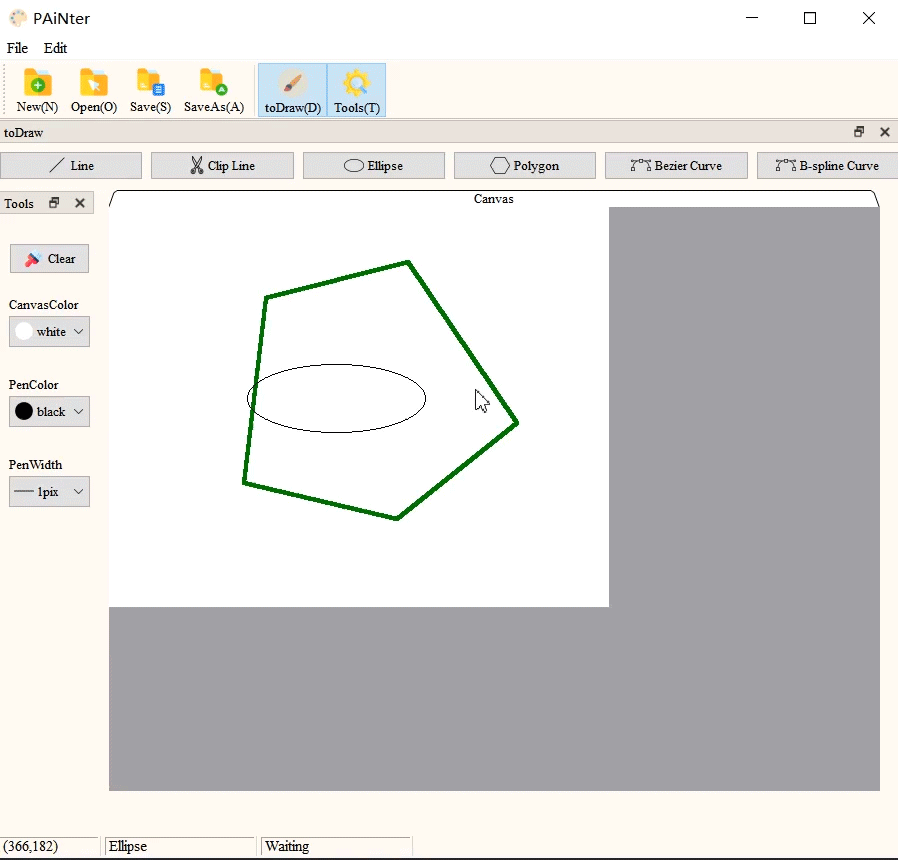 PAiNter
File Edit
New(N) Open(O) Save(S) SaveAs(A) toDraw(D) Tools(T)
toDraw
Line Clip Line Ellipse Polygon Bezier Curve B-spline Curve
Tools
Canvas
Clear
CanvasColor
white
PenColor
black
PenWidth
1pix
(366,182) Ellipse Waiting